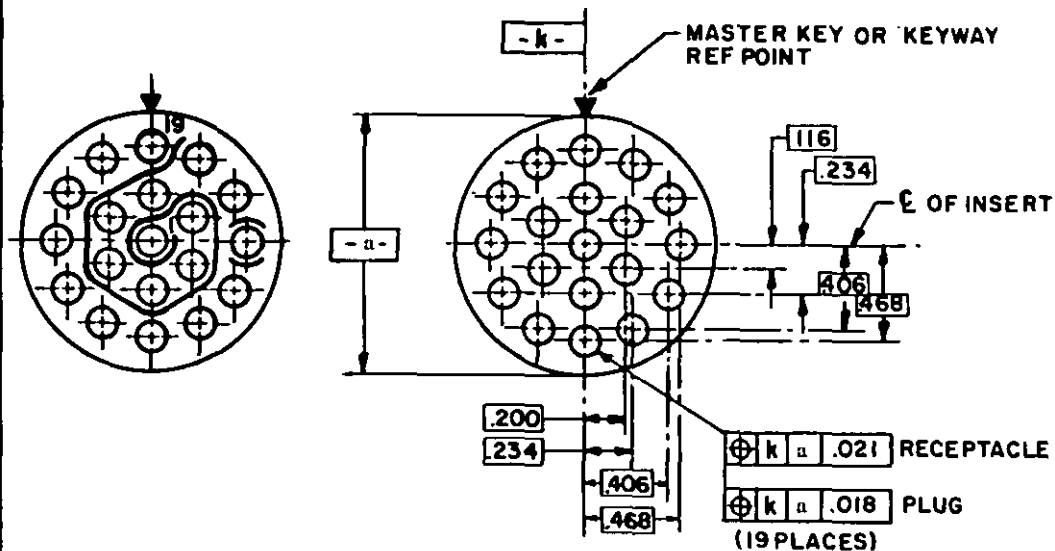 -k-
MASTER KEY OR KEYWAY
REF POINT
19
.116
.234
℄ OF INSERT
-a-
1
.406
.468
.200
.234
⌖ k a .021 RECEPTACLE
.406
⌖ k a .018 PLUG
.468
(19 PLACES)